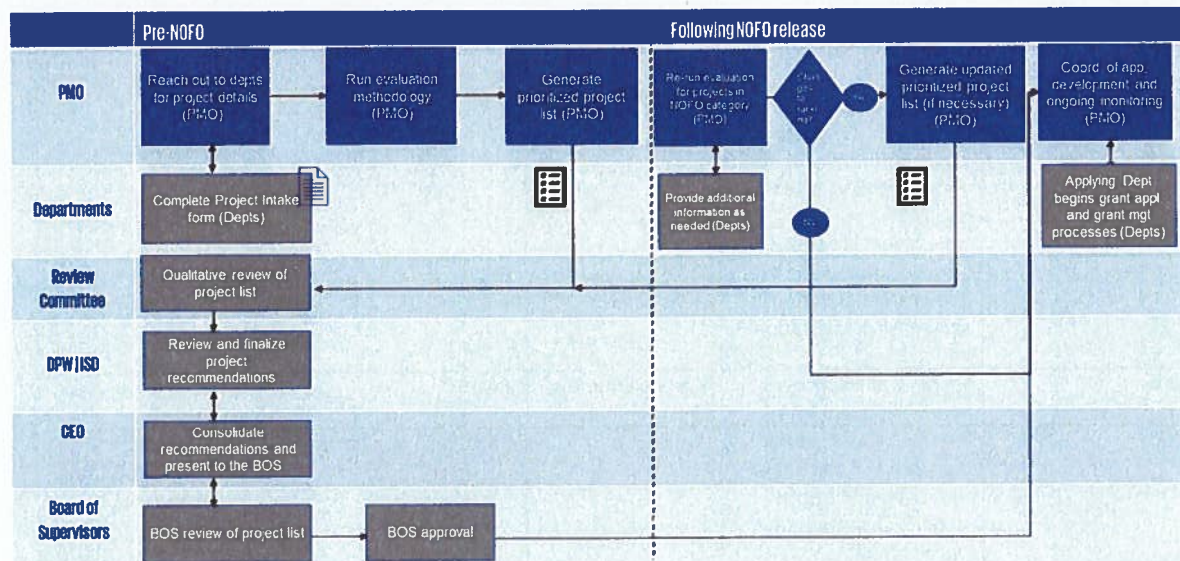 Pre-NOFO
Following NOFO release
PMO
Reach out to depts
for project details
(PMO)
Run evaluation
methodology (PMO)
Generate
prioritized project
list (PMO)
Re-run evaluation
for projects in
NOFO category
(PMO)
Generate updated
prioritized project
list (if necessary)
(PMO)
Coord of app
development and
ongoing monitoring
(PMO)
Departments
Complete Project Intake
form (Depts)
Provide additional
information as
needed (Depts)
Applying Dept
begins grant appl
and grant mgt
processes (Depts)
Review
Committee
Qualitative review of
project list
DPW|ISD
Review and finalize
project
recommendations
CEO
Consolidate
recommendations and
present to the BOS
Board of
Supervisors
BOS review of project list
BOS approval